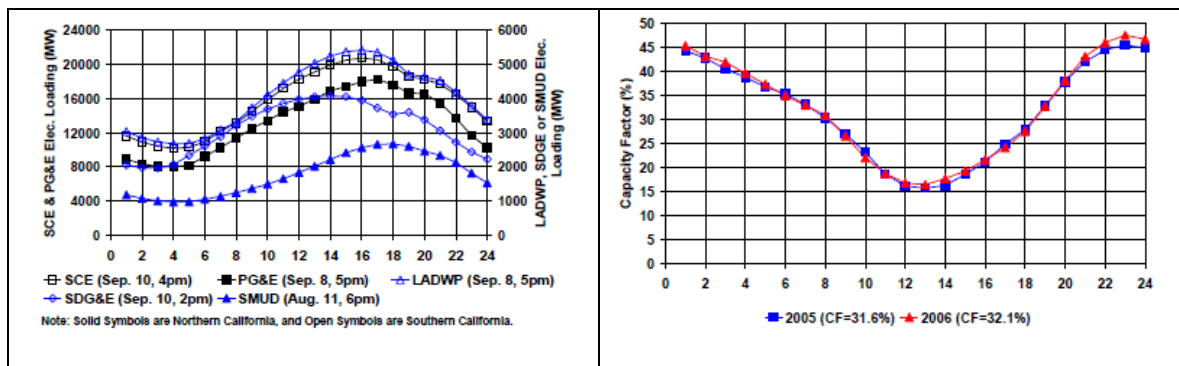 SCE & PG&E Elec. Loading (MW)
24000
20000
16000
12000
8000
4000
0
6000
5000
4000
3000
2000
1000
0
LADWP, SDGE or SMUD Elec.
Loading (MW)
0 2 4 6 8 10 12 14 16 18 20 22 24
SCE (Sep. 10, 4pm) PG&E (Sep. 8, 5pm) LADWP (Sep. 8, 5pm)
SDG&E (Sep. 10, 2pm) SMUD (Aug. 11, 6pm)
Note: Solid Symbols are Northern California, and Open Symbols are Southern California.
Capacity Factor (%)
50
45
40
35
30
25
20
15
10
5
0
0 2 4 6 8 10 12 14 16 18 20 22 24
2005 (CF=31.6%) 2006 (CF=32.1%)